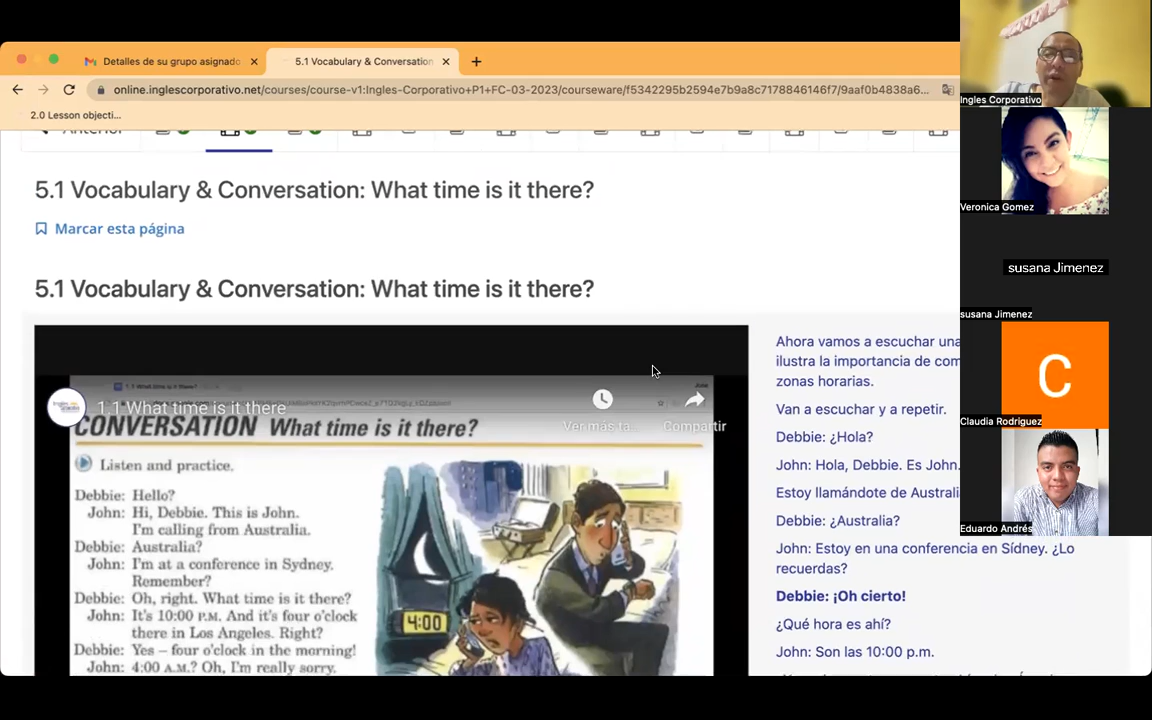 Detalles de su grupo asignado
5.1 Vocabulary & Conversation
online.inglescorporativo.net/courses/course-v1:Ingles-Corporativo+P1+FC-03-2023/courseware/f5342295b2594e7b9a8c7178846146f7/9aaf0b4838a6...
2.0 Lesson objecti...
Anterior
5.1 Vocabulary & Conversation: What time is it there?
Marcar esta página
5.1 Vocabulary & Conversation: What time is it there?
1.1 What time is it there
Ver más ta...
Compartir
CONVERSATION What time is it there?
Listen and practice.
Debbie: Hello?
John: Hi, Debbie. This is John.
I'm calling from Australia.
Debbie: Australia?
John: I'm at a conference in Sydney.
Remember?
Debbie: Oh, right. What time is it there?
John: It's 10:00 P.M. And it's four o'clock
there in Los Angeles. Right?
Debbie: Yes – four o'clock in the morning!
John: 4:00 A.M.? Oh, I'm really sorry.
4:00
Ahora vamos a escuchar una
ilustra la importancia de com
zonas horarias.
Van a escuchar y a repetir.
Debbie: ¿Hola?
John: Hola, Debbie. Es John.
Estoy llamándote de Australi
Debbie: ¿Australia?
John: Estoy en una conferencia en Sídney. ¿Lo
recuerdas?
Debbie: ¡Oh cierto!
¿Qué hora es ahí?
John: Son las 10:00 p.m.
Ingles Corporativo
Veronica Gomez
susana Jimenez
susana Jimenez
C
Claudia Rodriguez
Eduardo Andrés